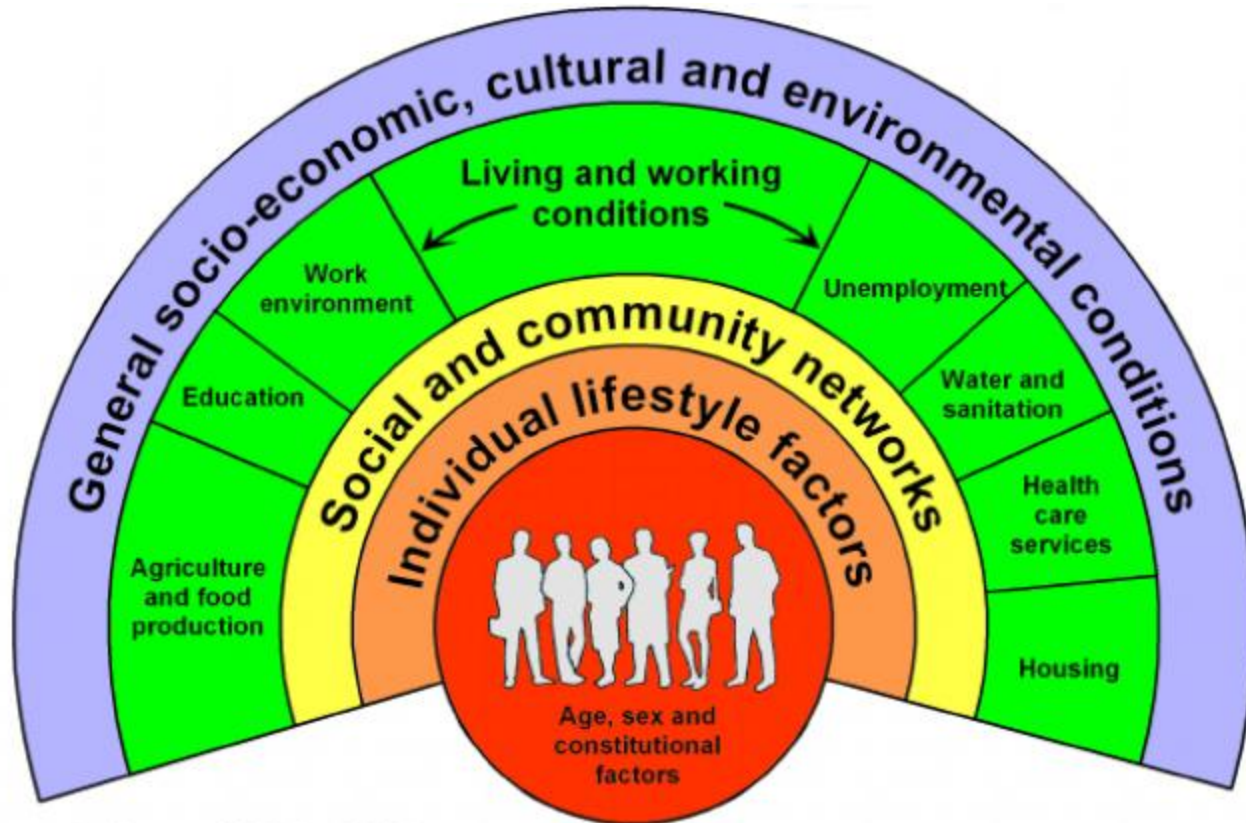 General socio-economic, cultural and environmental conditions
Living and working
conditions
Work
environment
Unemployment
Education
Water and
sanitation
Agriculture
and food
production
Health
care
services
Housing
Social and community networks
Individual lifestyle factors
Age, sex and
constitutional
factors